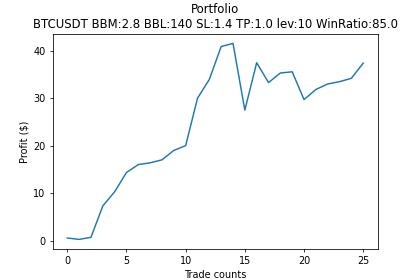 Portfolio
BTCUSDT BBM:2.8 BBL:140 SL:1.4 TP:1.0 lev:10 WinRatio:85.0
40
30
20
10
0
Profit ($)
0 5 10 15 20 25
Trade counts